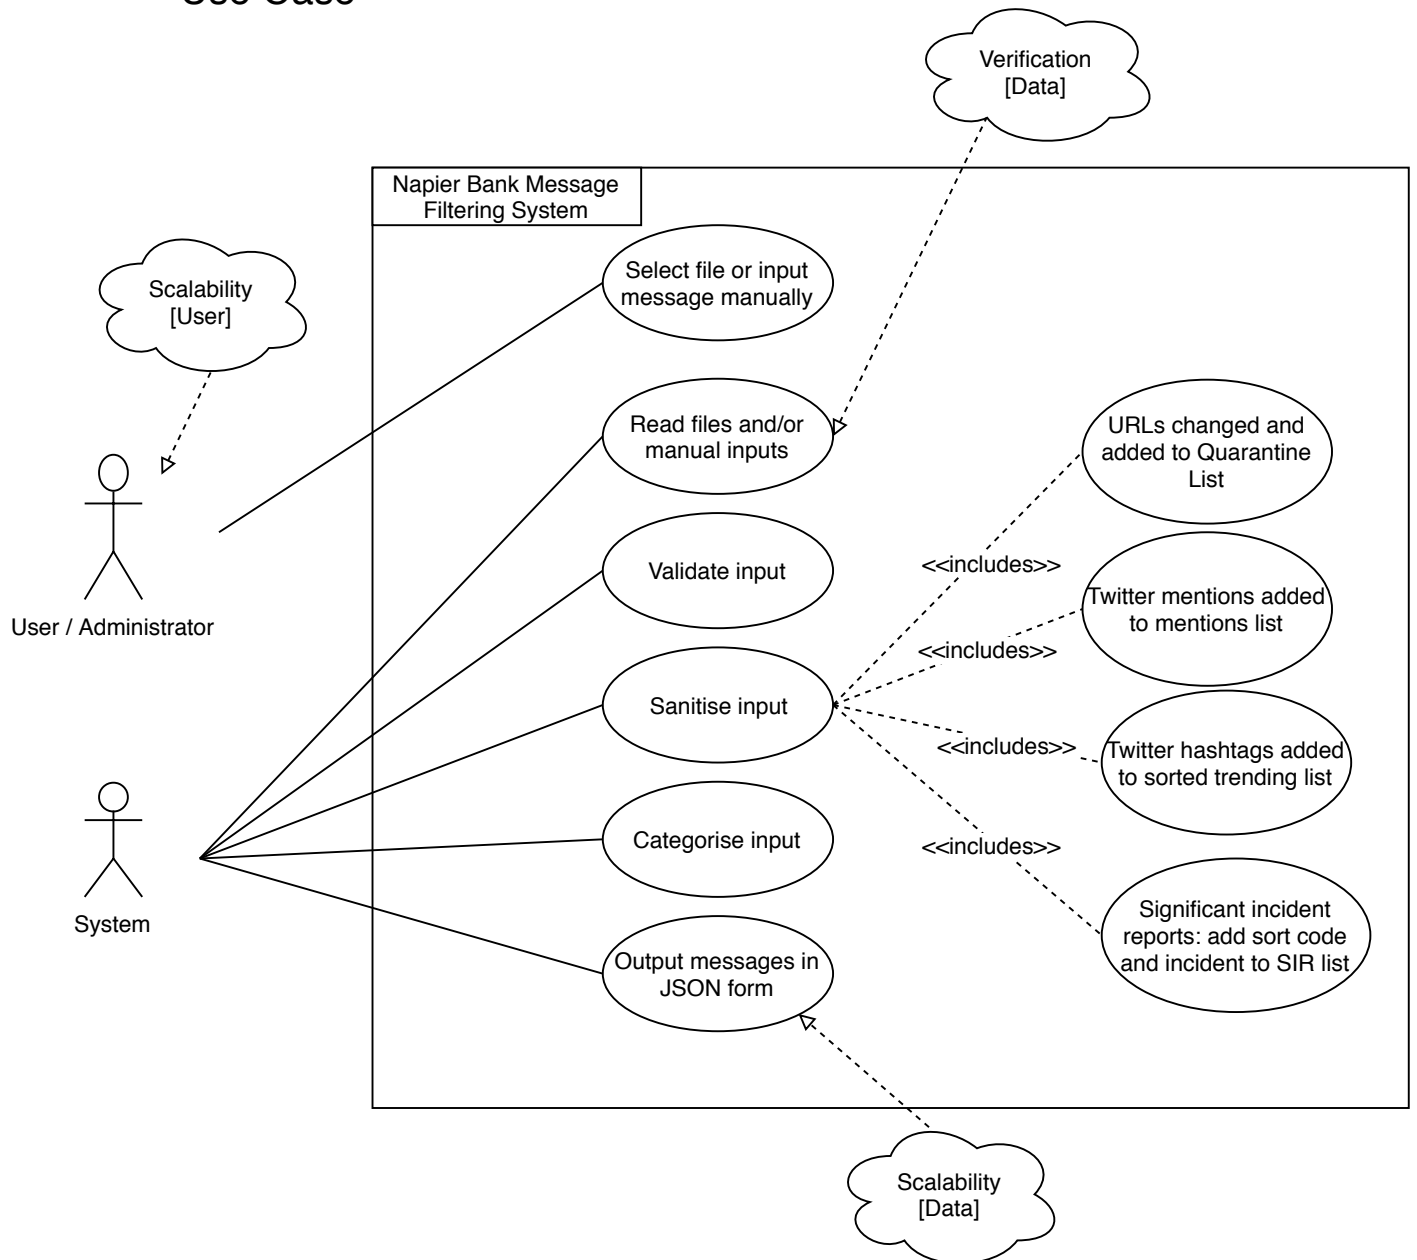 Use Case
Verification
[Data]
Napier Bank Message
Filtering System
Scalability
[User]
Select file or input
message manually
Read files and/or
manual inputs
URLs changed and
added to Quarantine
List
<<includes>>
Validate input
Twitter mentions added
to mentions list
User / Administrator
<<includes>>
Sanitise input
<<includes>>
Twitter hashtags added
to sorted trending list
Categorise input
<<includes>>
System
Significant incident
reports: add sort code
and incident to SIR list
Output messages in
JSON form
Scalability
[Data]